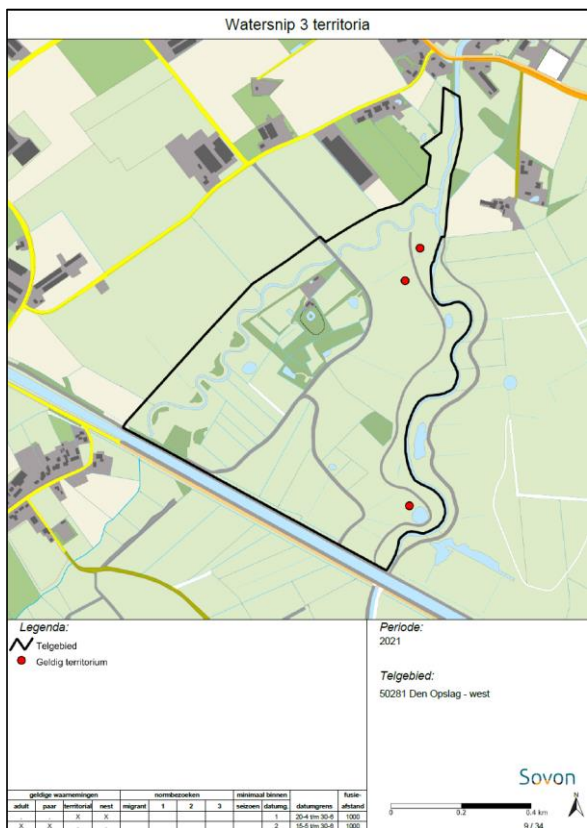 Watersnip 3 territoria
Legenda:
Telgebied
Geldig territorium
Periode:
2021
Telgebied:
50281 Den Opslag - west
Sovon
0 0.2 0.4 km
N
9 / 34
geldige waarnemingen normbezoeken minimaal binnen fusie-
adult paar territoriaal nest migrant 1 2 3 seizoen datumg. datumgrens afstand
. . X X 1 20-4 t/m 30-6 1000
X X . . 2 15-5 t/m 30-6 1000